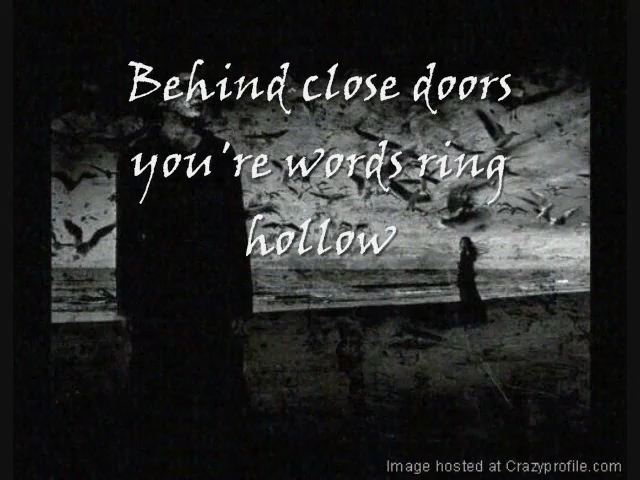 Behind close doors
you're words ring
hollow
Image hosted at Crazyprofile.com